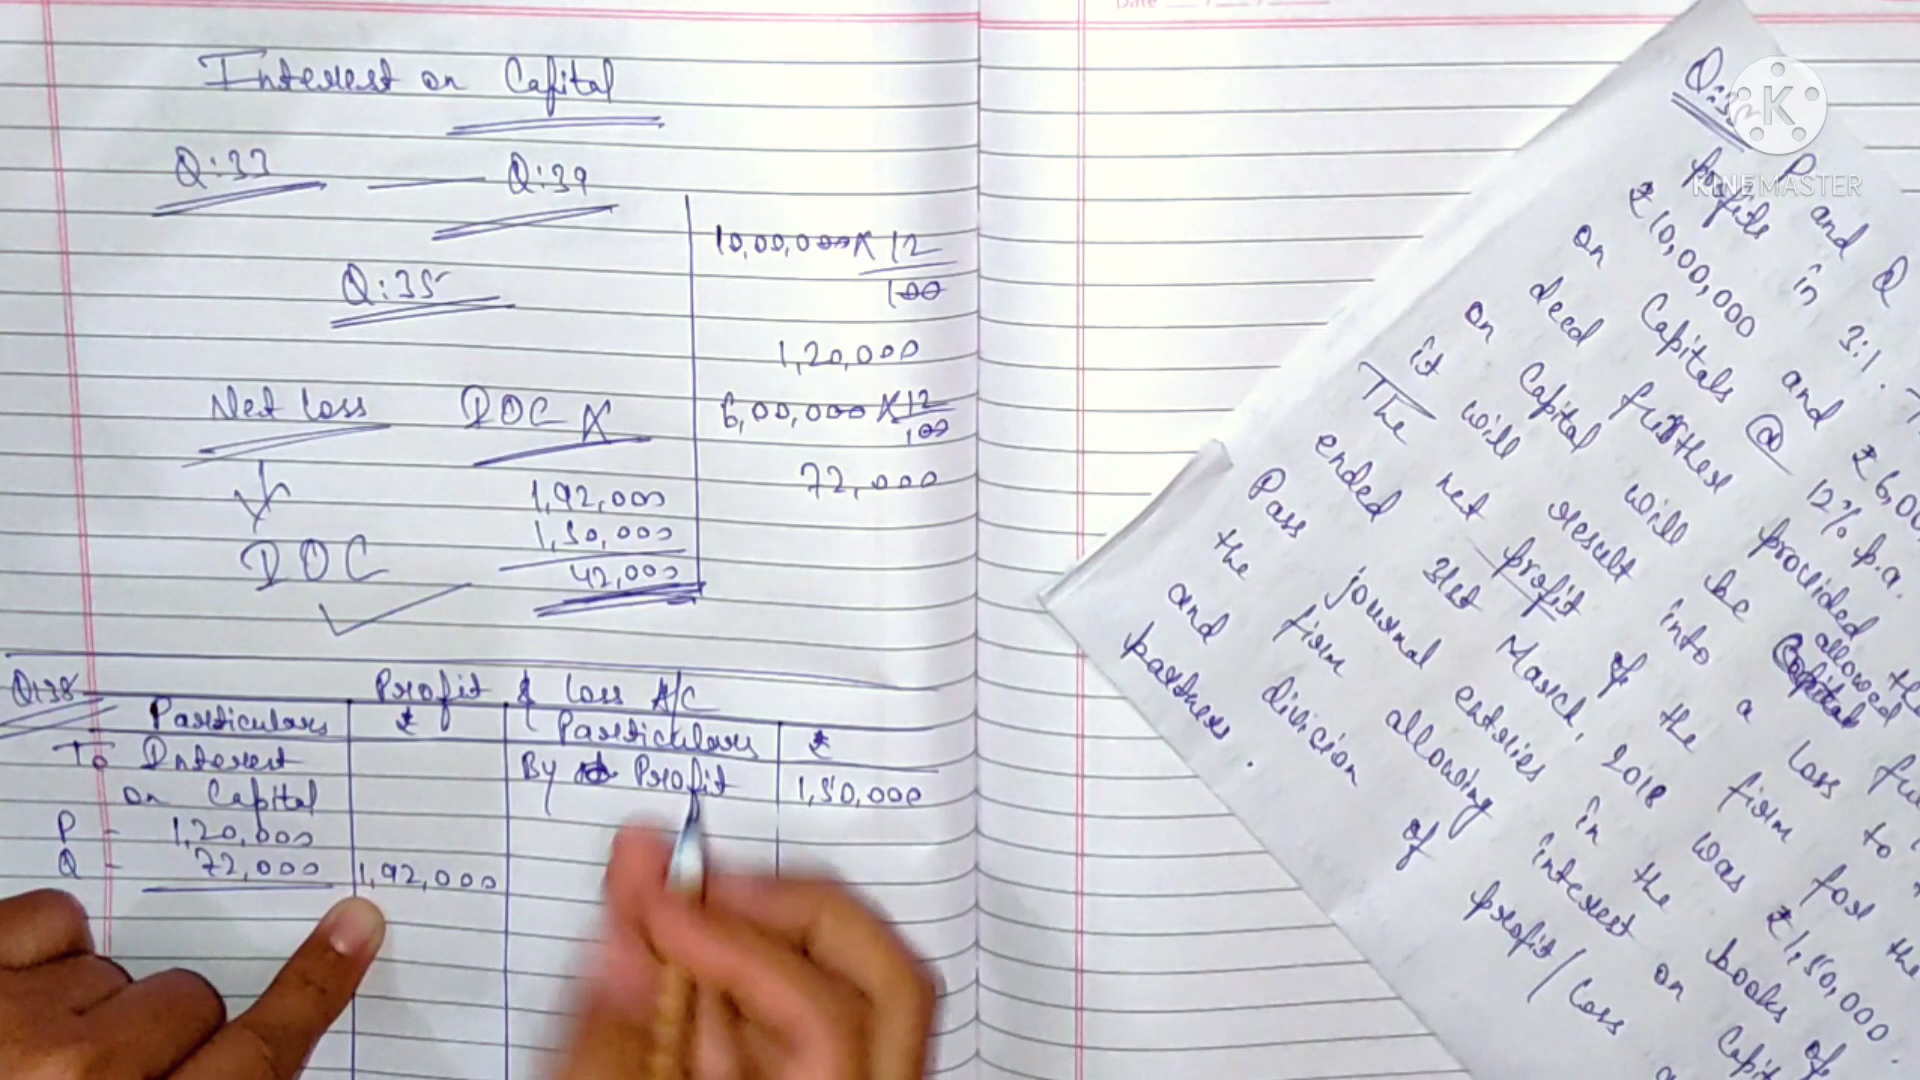 Interest on Capital
Q:33 — Q:39
Q:35
Net loss IOC X
IOC
1,92,000
1,50,000
42,000
10,00,000 X 12
100
1,20,000
6,00,000 X 12
100
72,000
Q:38 Profit & Loss A/C
Particulars ₹ Particulars ₹
To Interest By Profit 1,50,000
on Capital
P - 1,20,000
Q - 72,000 1,92,000
P and Q
profits in 3:1.
₹10,00,000 and ₹6,00
on Capitals @ 12% p.a.
deed further provided
on Capital will be allowed
it will result into a loss to
The net profit of the firm for the
ended 31st March, 2018 was ₹1,50,000.
Pass journal entries in the books of
the firm allowing interest on Capit
and division of profit/loss
partners.
KINEMASTER